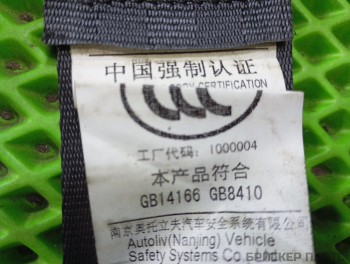 中国强制认证
CERTIFICATION
工厂代码: 1000004
本产品符合
GB14166 GB8410
南京奥托立夫汽车安全系统有限公
Autoliv(Nanjing) Vehicle
Safety Systems Co